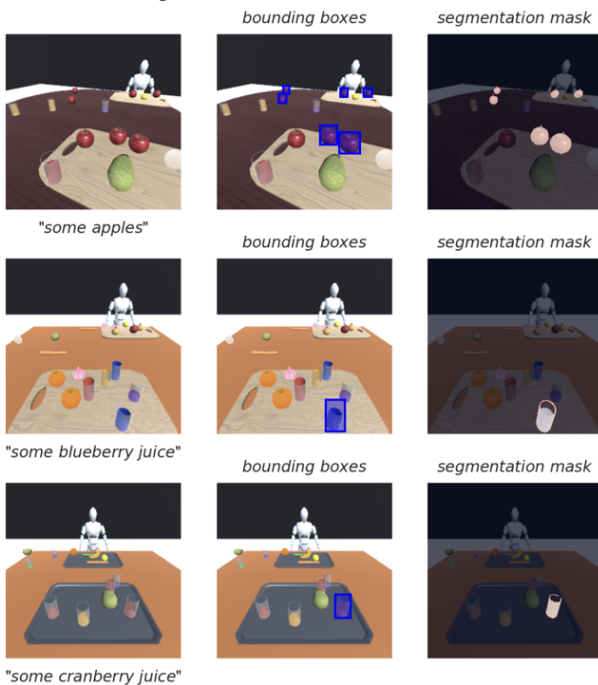 bounding boxes
segmentation mask
"some apples"
bounding boxes
segmentation mask
"some blueberry juice"
bounding boxes
segmentation mask
"some cranberry juice"